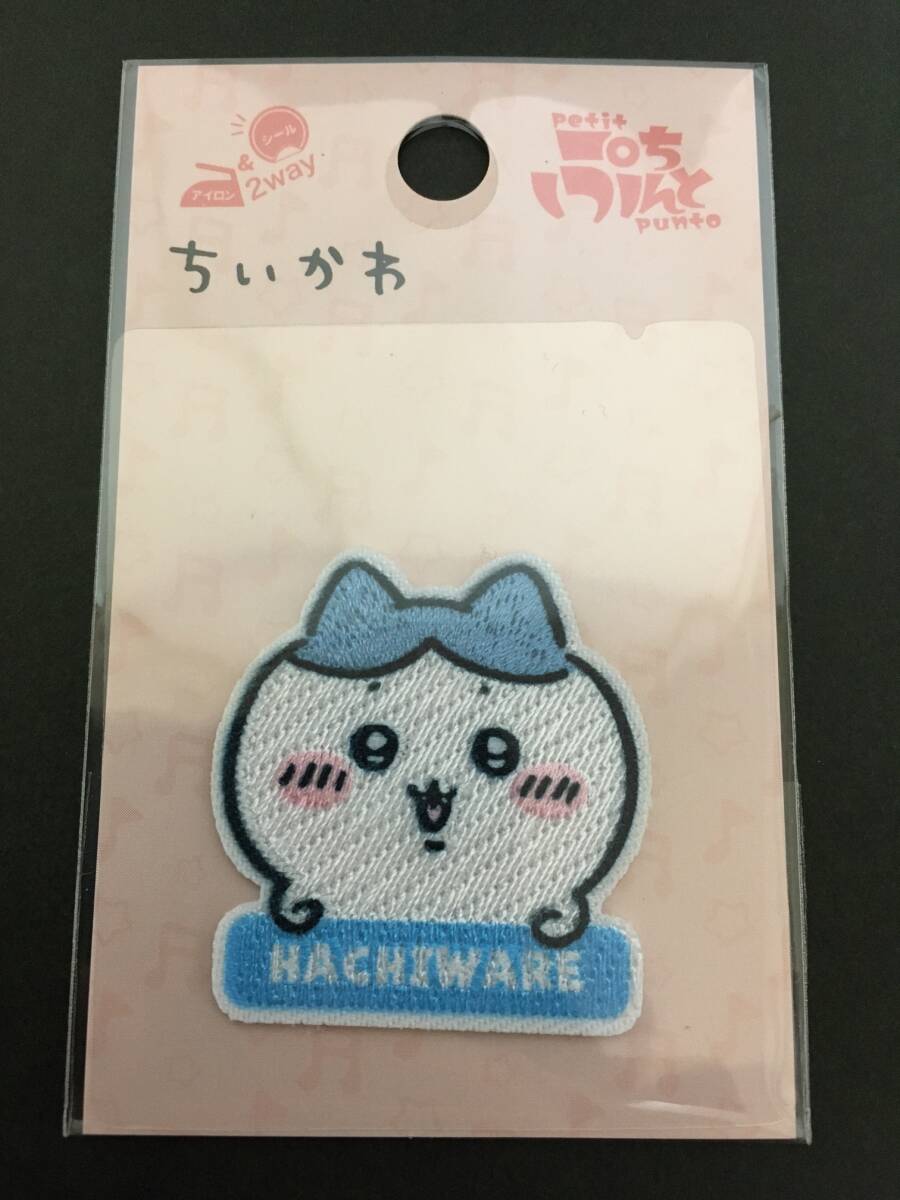 シール
アイロン
&
2way
petit
ぷち
ぷんと
punto
ちいかわ
HACHIWARE